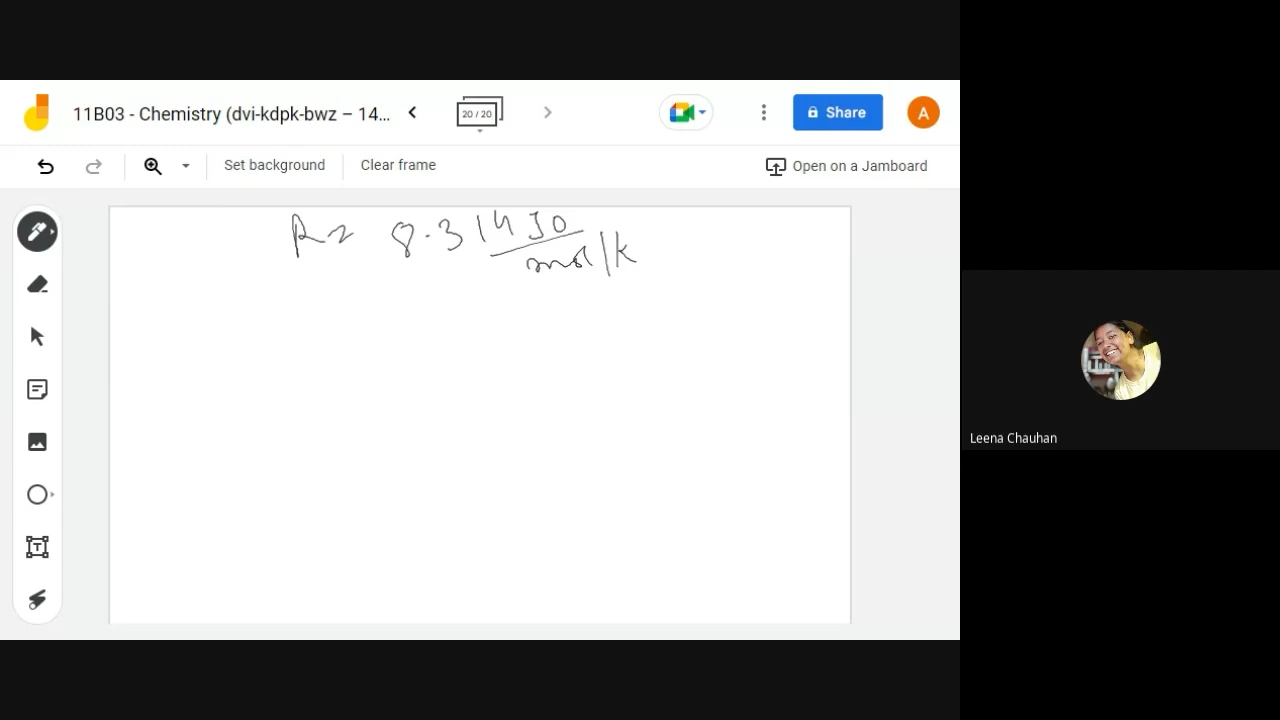 11B03 - Chemistry (dvi-kdpk-bwz – 14...
20 / 20
Share
A
Set background
Clear frame
Open on a Jamboard
R = 8.314 J
mol/K
T
Leena Chauhan